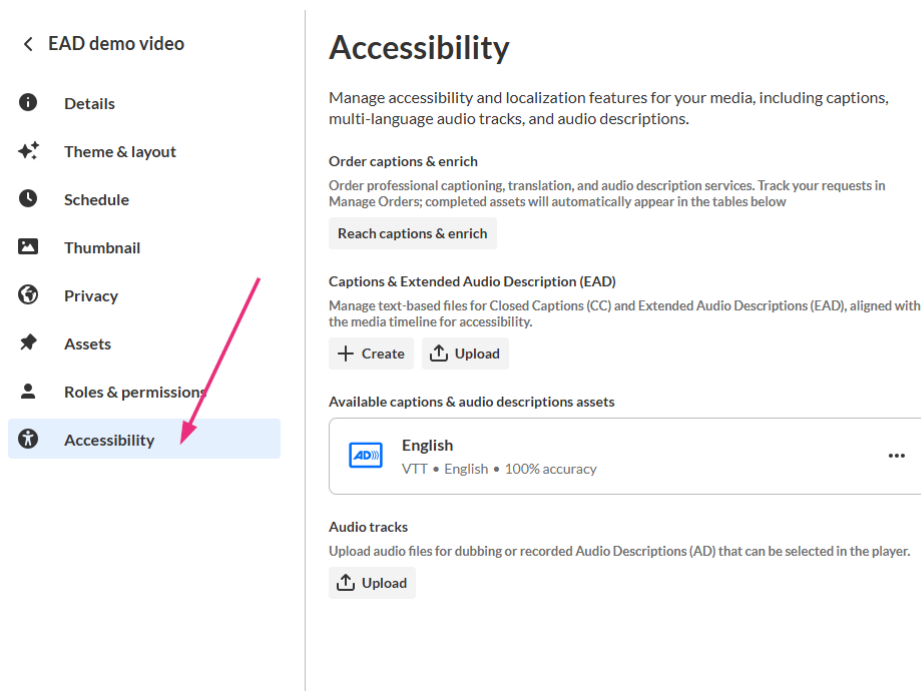 EAD demo video
Details
Theme & layout
Schedule
Thumbnail
Privacy
Assets
Roles & permissions
Accessibility
Accessibility
Manage accessibility and localization features for your media, including captions,
multi-language audio tracks, and audio descriptions.
Order captions & enrich
Order professional captioning, translation, and audio description services. Track your requests in
Manage Orders; completed assets will automatically appear in the tables below
Reach captions & enrich
Captions & Extended Audio Description (EAD)
Manage text-based files for Closed Captions (CC) and Extended Audio Descriptions (EAD), aligned with
the media timeline for accessibility.
Create Upload
Available captions & audio descriptions assets
AD English
VTT • English • 100% accuracy
Audio tracks
Upload audio files for dubbing or recorded Audio Descriptions (AD) that can be selected in the player.
Upload